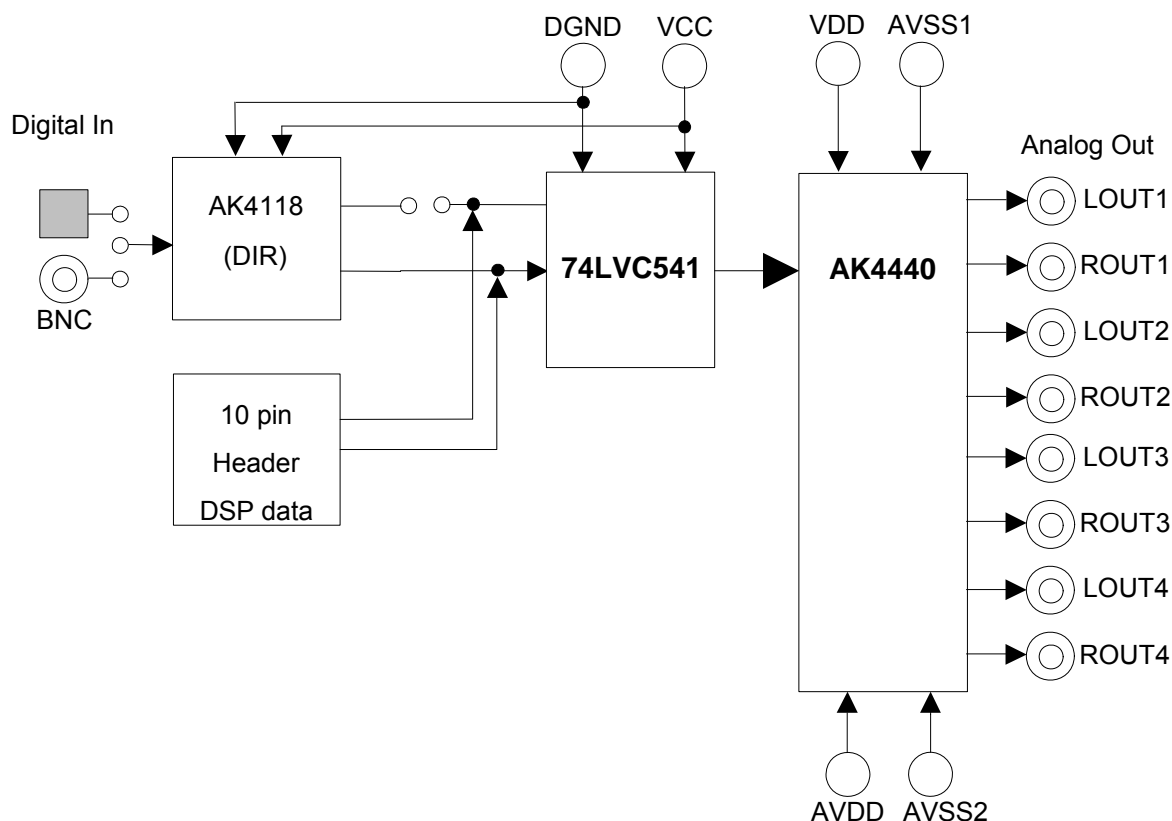 DGND
VCC
VDD
AVSS1
Digital In
Analog Out
AK4118
(DIR)
BNC
74LVC541
AK4440
LOUT1
ROUT1
LOUT2
ROUT2
LOUT3
ROUT3
LOUT4
ROUT4
10 pin
Header
DSP data
AVDD
AVSS2